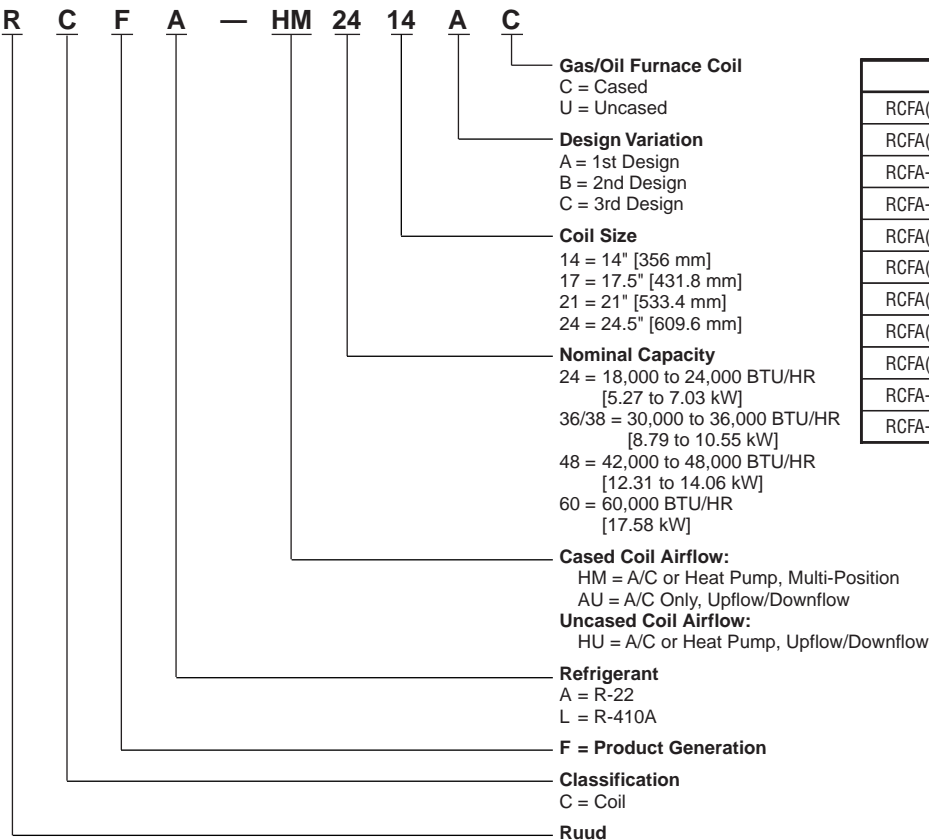 R C F A — HM 24 14 A C
Gas/Oil Furnace Coil
C = Cased
U = Uncased
Design Variation
A = 1st Design
B = 2nd Design
C = 3rd Design
Coil Size
14 = 14" [356 mm]
17 = 17.5" [431.8 mm]
21 = 21" [533.4 mm]
24 = 24.5" [609.6 mm]
Nominal Capacity
24 = 18,000 to 24,000 BTU/HR
[5.27 to 7.03 kW]
36/38 = 30,000 to 36,000 BTU/HR
[8.79 to 10.55 kW]
48 = 42,000 to 48,000 BTU/HR
[12.31 to 14.06 kW]
60 = 60,000 BTU/HR
[17.58 kW]
Cased Coil Airflow:
HM = A/C or Heat Pump, Multi-Position
AU = A/C Only, Upflow/Downflow
Uncased Coil Airflow:
HU = A/C or Heat Pump, Upflow/Downflow
Refrigerant
A = R-22
L = R-410A
F = Product Generation
Classification
C = Coil
Ruud
RCFA(
RCFA(
RCFA-
RCFA-
RCFA(
RCFA(
RCFA(
RCFA(
RCFA(
RCFA-
RCFA-